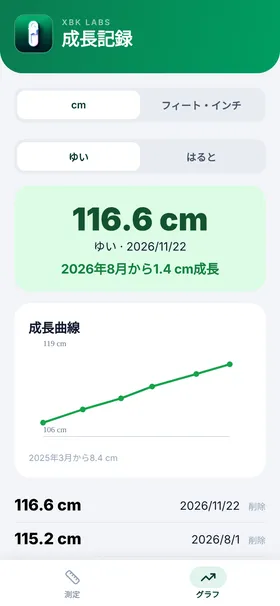 XBK LABS
成長記録
cm
フィート・インチ
ゆい
はると
116.6 cm
ゆい · 2026/11/22
2026年8月から1.4 cm成長
成長曲線
119 cm
106 cm
2025年3月から8.4 cm
116.6 cm 2026/11/22 削除
115.2 cm 2026/8/1 削除
測定
グラフ